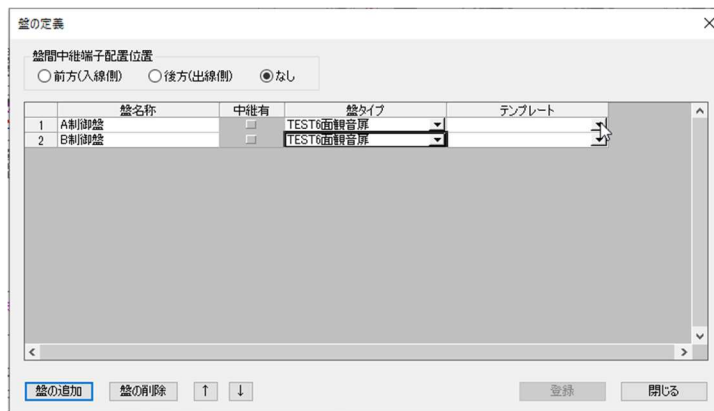 盤の定義
盤間中継端子配置位置
前方(入線側) 後方(出線側) なし
盤名称 中継有 盤タイプ テンプレート
1 A制御盤 TEST6面観音扉
2 B制御盤 TEST6面観音扉
盤の追加 盤の削除 ↑ ↓ 登録 閉じる